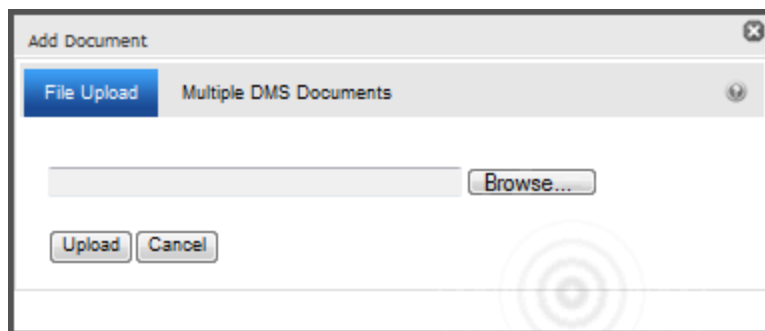 Add Document
File Upload Multiple DMS Documents
Browse...
Upload Cancel